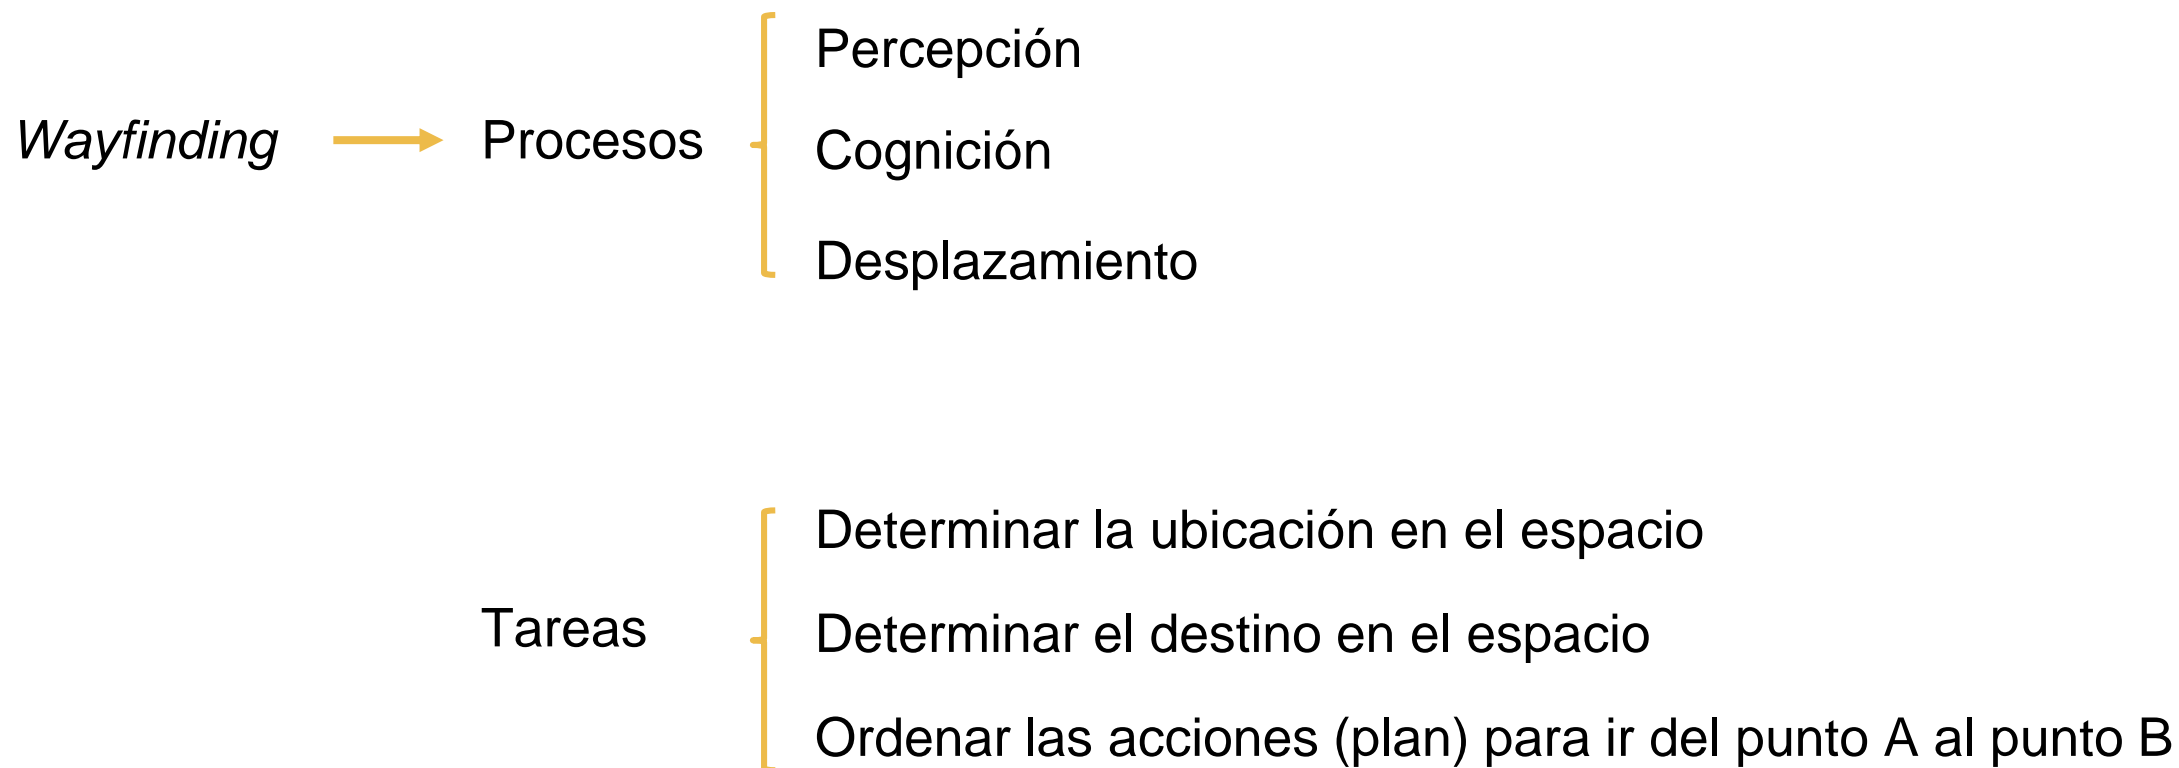 Percepción
Wayfinding Procesos Cognición
Desplazamiento
Determinar la ubicación en el espacio
Tareas Determinar el destino en el espacio
Ordenar las acciones (plan) para ir del punto A al punto B